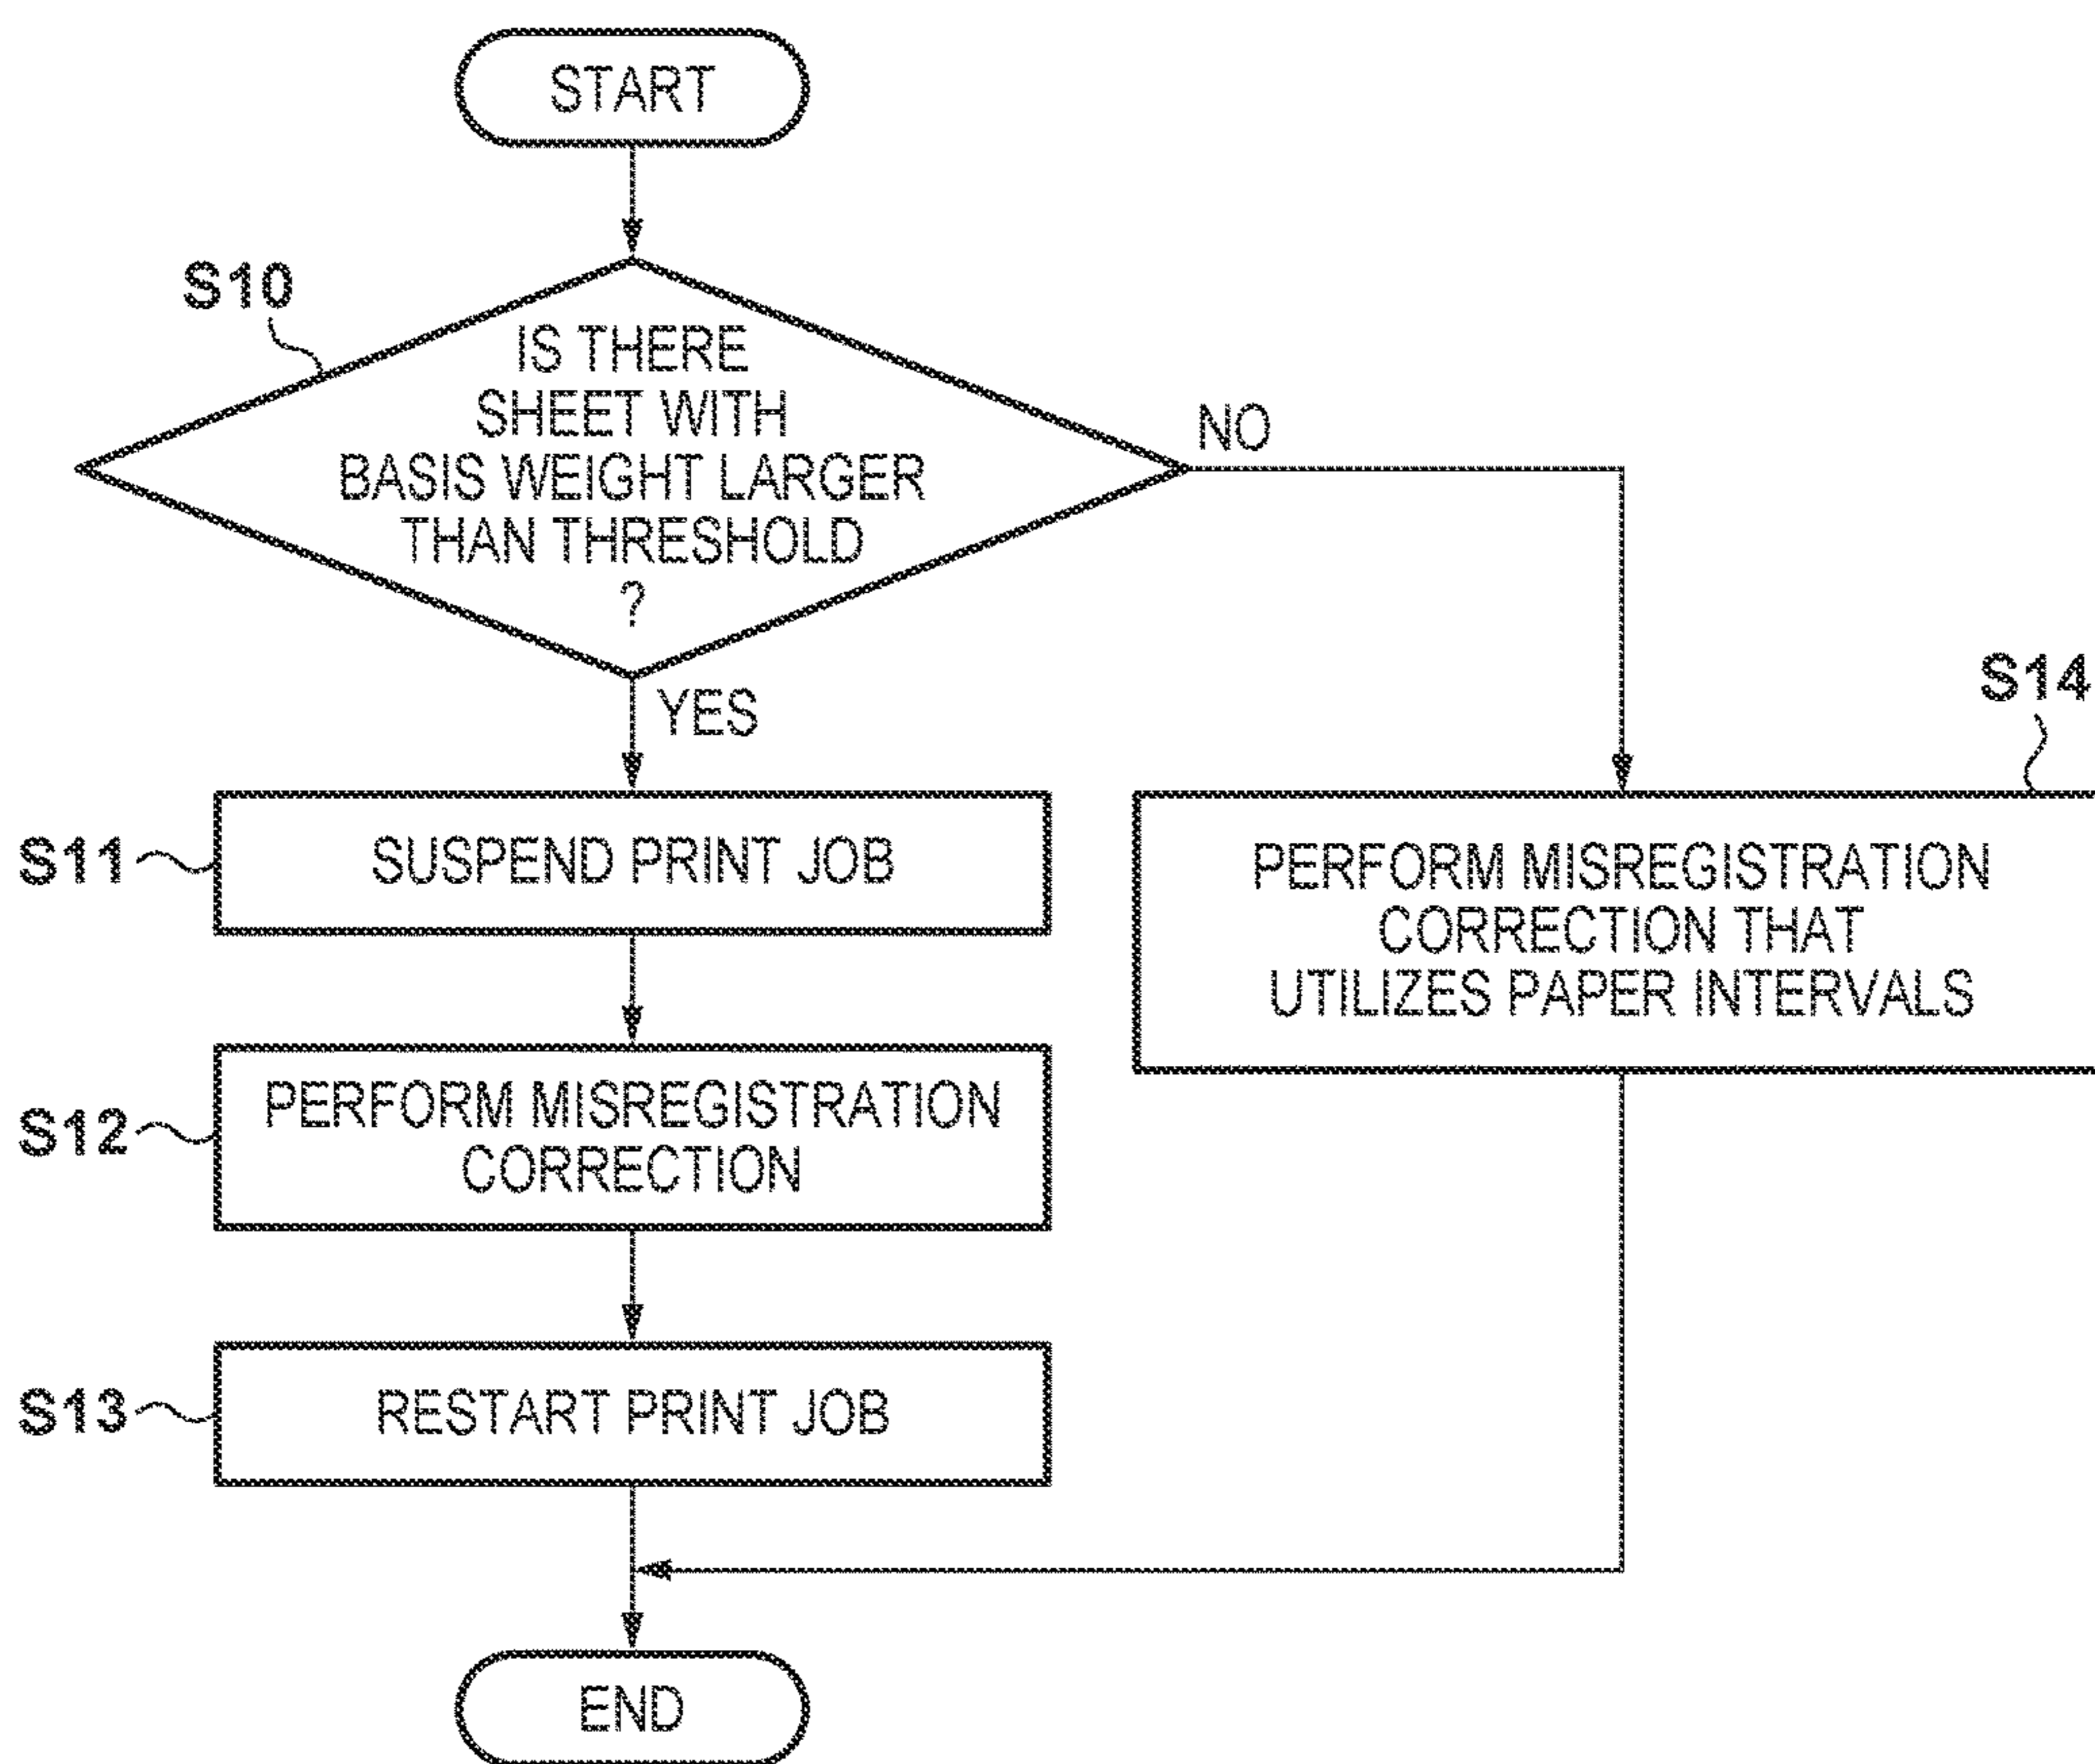 START
S10
IS THERE
SHEET WITH
BASIS WEIGHT LARGER
THAN THRESHOLD
?
NO
YES
S14
S11
SUSPEND PRINT JOB
PERFORM MISREGISTRATION
CORRECTION THAT
UTILIZES PAPER INTERVALS
S12
PERFORM MISREGISTRATION
CORRECTION
S13
RESTART PRINT JOB
END